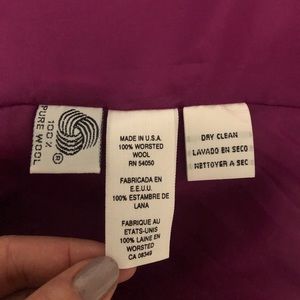 100%
PURE WOOL
®
MADE IN U.S.A.
100% WORSTED
WOOL
RN 54050
FABRICADA EN
E.E.U.U.
100% ESTAMBRE DE
LANA
FABRIQUE AU
ETATS-UNIS
100% LAINE EN
WORSTED
CA 08349
DRY CLEAN
LAVADO EN SECO
NETTOYER A SEC